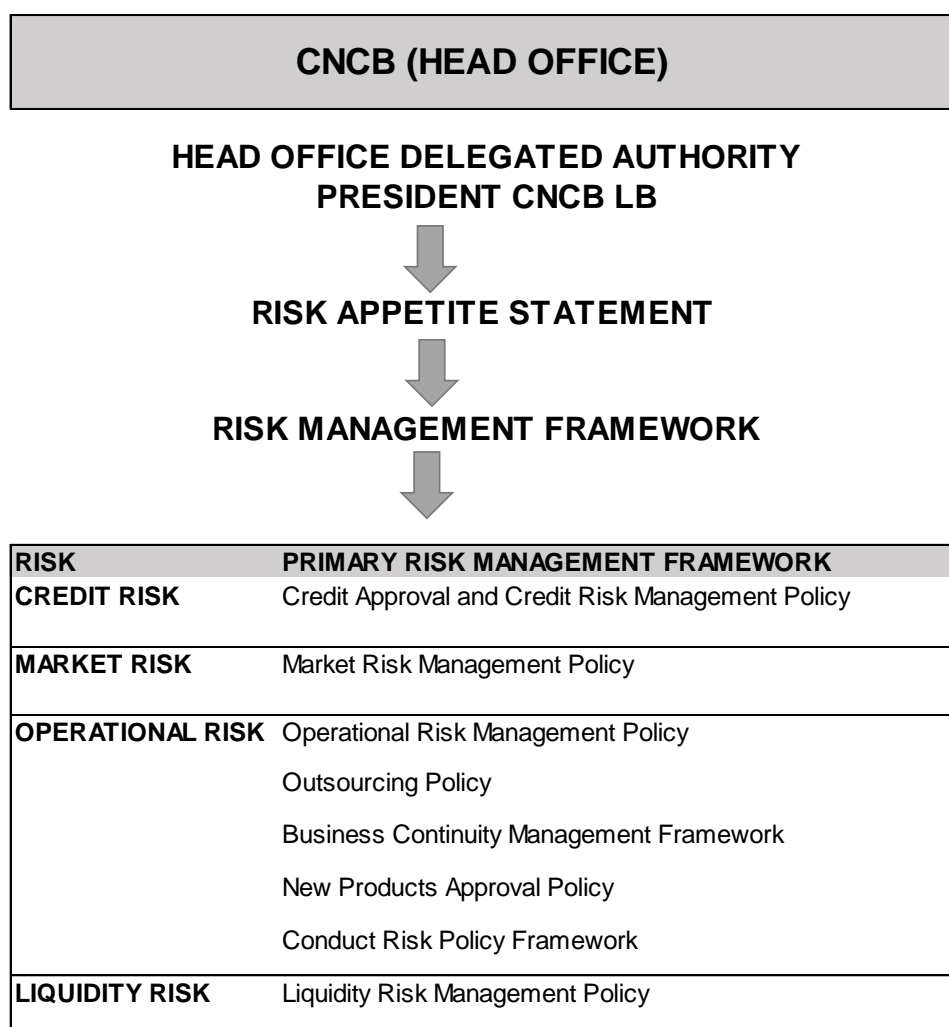 CNCB (HEAD OFFICE)
HEAD OFFICE DELEGATED AUTHORITY
PRESIDENT CNCB LB
RISK APPETITE STATEMENT
RISK MANAGEMENT FRAMEWORK
RISK PRIMARY RISK MANAGEMENT FRAMEWORK
CREDIT RISK Credit Approval and Credit Risk Management Policy
MARKET RISK Market Risk Management Policy
OPERATIONAL RISK Operational Risk Management Policy
Outsourcing Policy
Business Continuity Management Framework
New Products Approval Policy
Conduct Risk Policy Framework
LIQUIDITY RISK Liquidity Risk Management Policy